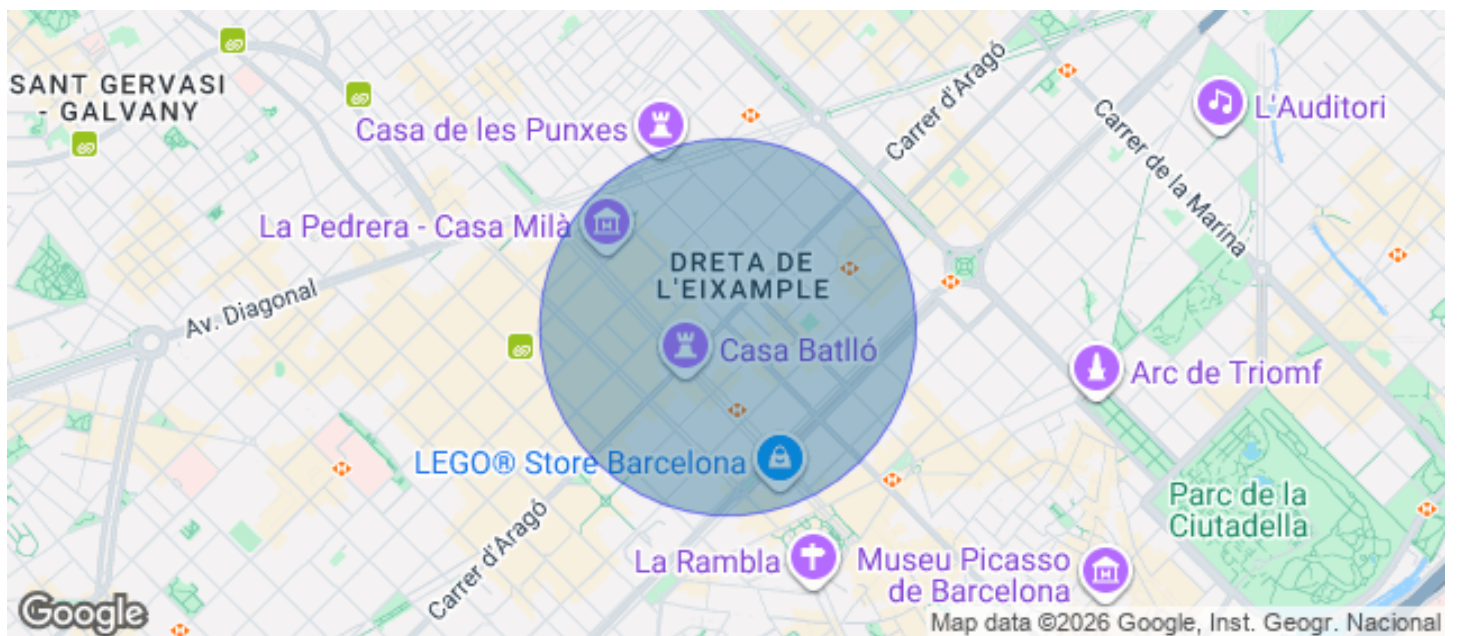 SANT GERVASI
- GALVANY
Casa de les Punxes
Carrer d'Aragó
L'Auditori
Carrer de la Marina
La Pedrera - Casa Milà
DRETA DE
L'EIXAMPLE
Av. Diagonal
Casa Batlló
Arc de Triomf
LEGO® Store Barcelona
Parc de la
Ciutadella
Carrer d'Aragó
La Rambla
Museu Picasso
de Barcelona
Google
Map data ©2026 Google, Inst. Geogr. Nacional